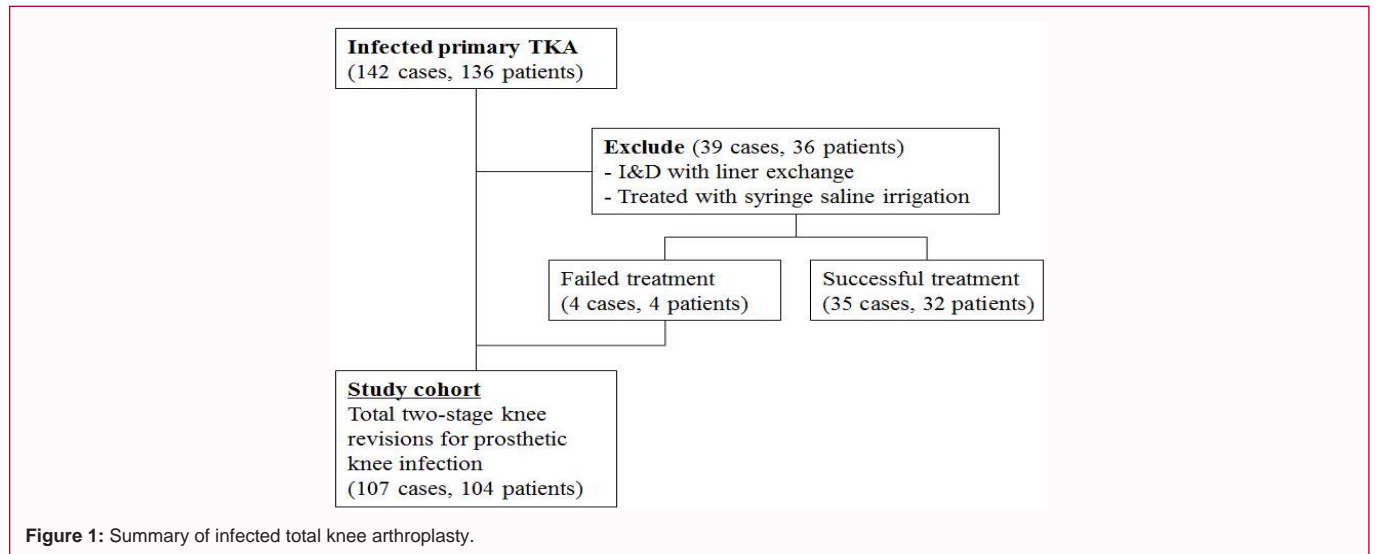 Infected primary TKA
(142 cases, 136 patients)
Exclude (39 cases, 36 patients)
- I&D with liner exchange
- Treated with syringe saline irrigation
Failed treatment
(4 cases, 4 patients)
Successful treatment
(35 cases, 32 patients)
Study cohort
Total two-stage knee
revisions for prosthetic
knee infection
(107 cases, 104 patients)
Figure 1: Summary of infected total knee arthroplasty.